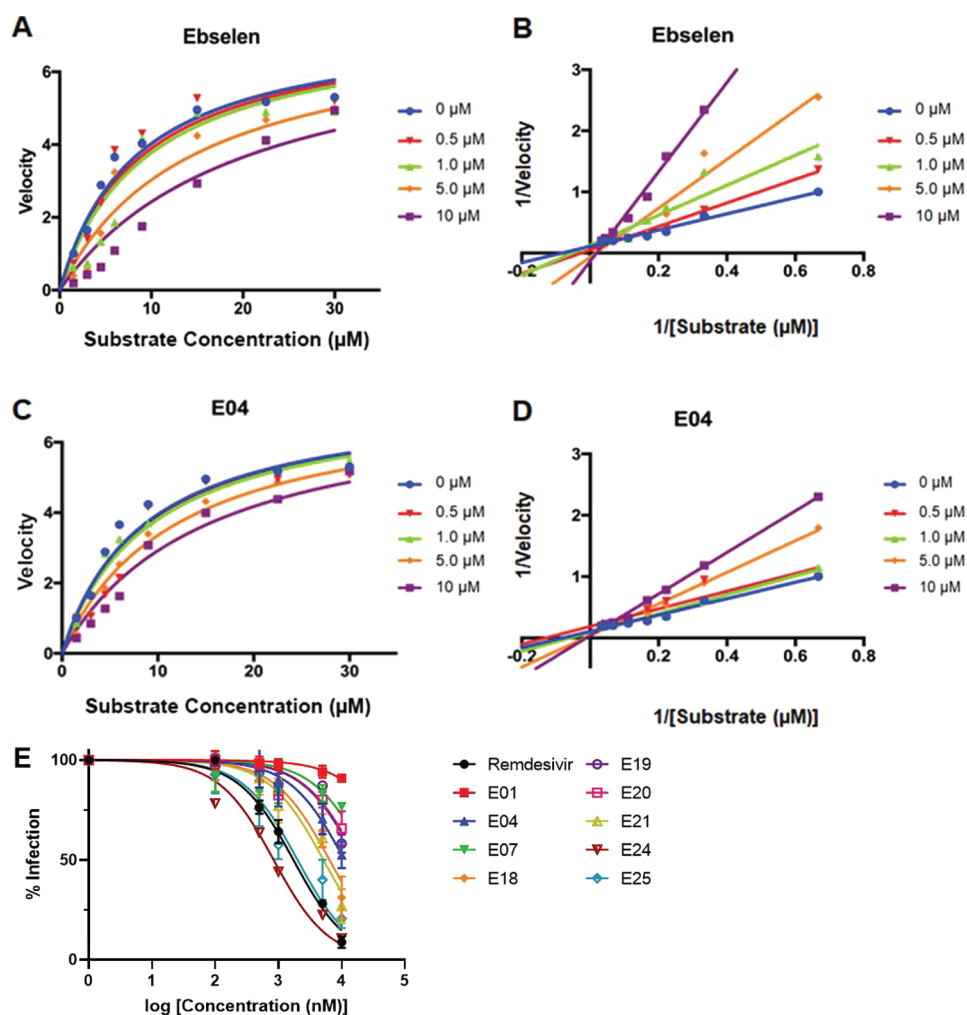 A
Ebselen
Velocity
6
4
2
0
0
10
20
30
Substrate Concentration (µM)
0 µM
0.5 µM
1.0 µM
5.0 µM
10 µM
B
Ebselen
1/Velocity
3
2
1
-0.2
0.2
0.4
0.6
0.8
1/[Substrate (µM)]
0 µM
0.5 µM
1.0 µM
5.0 µM
10 µM
C
E04
Velocity
6
4
2
0
0
10
20
30
Substrate Concentration (µM)
0 µM
0.5 µM
1.0 µM
5.0 µM
10 µM
D
E04
1/Velocity
3
2
1
-0.2
0.2
0.4
0.6
0.8
1/[Substrate (µM)]
0 µM
0.5 µM
1.0 µM
5.0 µM
10 µM
E
% Infection
100
50
0
0
1
2
3
4
5
log [Concentration (nM)]
Remdesivir
E01
E04
E07
E18
E19
E20
E21
E24
E25